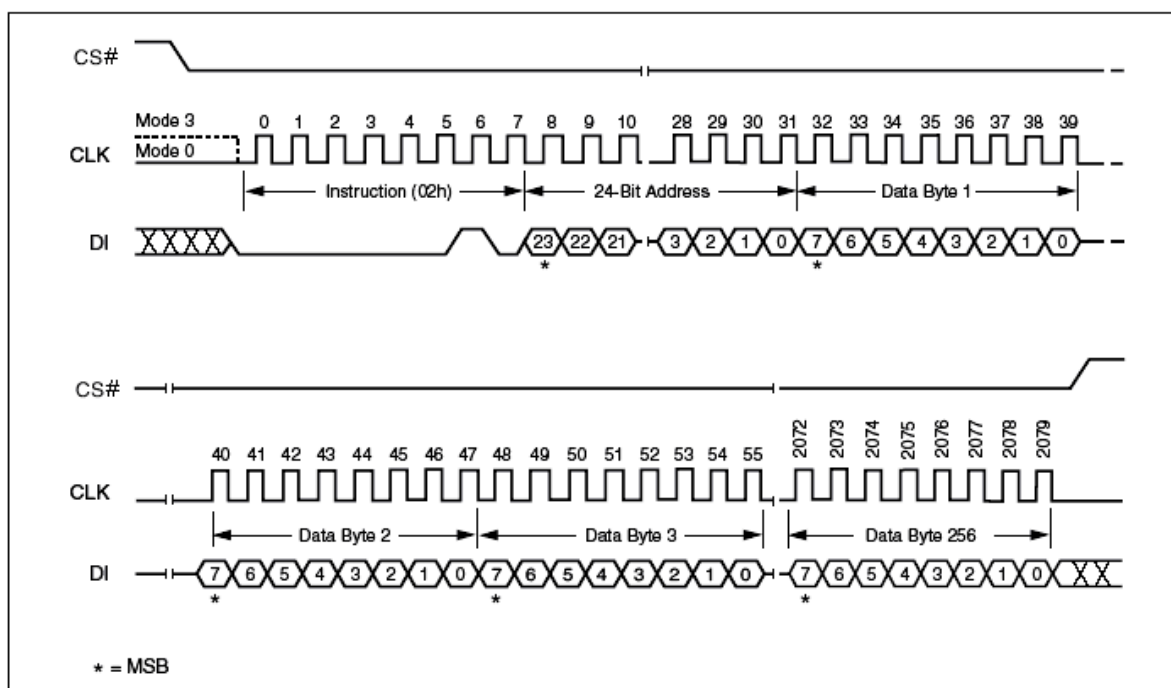 CS#
Mode 3 0 1 2 3 4 5 6 7 8 9 10 28 29 30 31 32 33 34 35 36 37 38 39
CLK Mode 0
Instruction (02h) 24-Bit Address Data Byte 1
DI 23 22 21 3 2 1 0 7 6 5 4 3 2 1 0
* *
CS#
40 41 42 43 44 45 46 47 48 49 50 51 52 53 54 55 2072 2073 2074 2075 2076 2077 2078 2079
CLK
Data Byte 2 Data Byte 3 Data Byte 256
DI 7 6 5 4 3 2 1 0 7 6 5 4 3 2 1 0 7 6 5 4 3 2 1 0
* * *
* = MSB